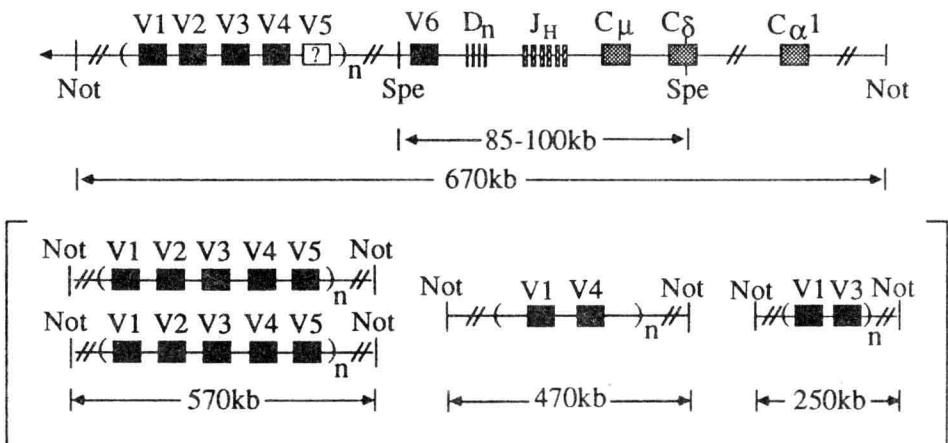 V1 V2 V3 V4 V5 V6 Dn JH Cμ Cδ Cα1
? n
Not Spe Spe Not
85-100kb
670kb
Not V1 V2 V3 V4 V5 Not
n
Not V1 V4 Not
n
Not V1 V3 Not
n
Not V1 V2 V3 V4 V5 Not
n
570kb 470kb 250kb